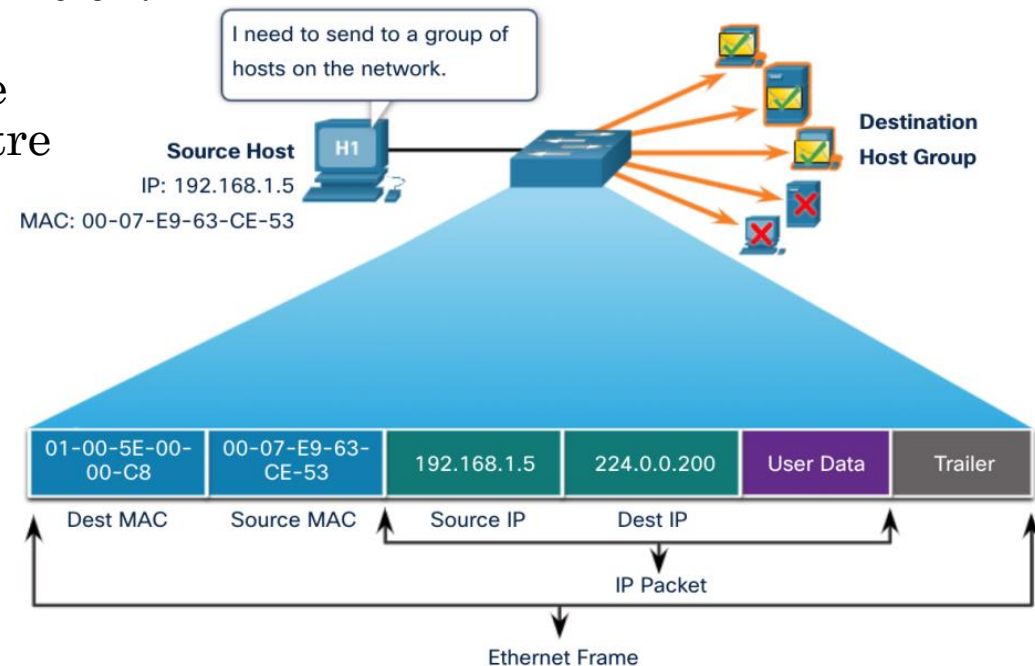 I need to send to a group of
hosts on the network.
e
tre
Source Host
IP: 192.168.1.5
MAC: 00-07-E9-63-CE-53
H1
Destination
Host Group
01-00-5E-00-
00-C8
00-07-E9-63-
CE-53
192.168.1.5
224.0.0.200
User Data
Trailer
Dest MAC
Source MAC
Source IP
Dest IP
IP Packet
Ethernet Frame